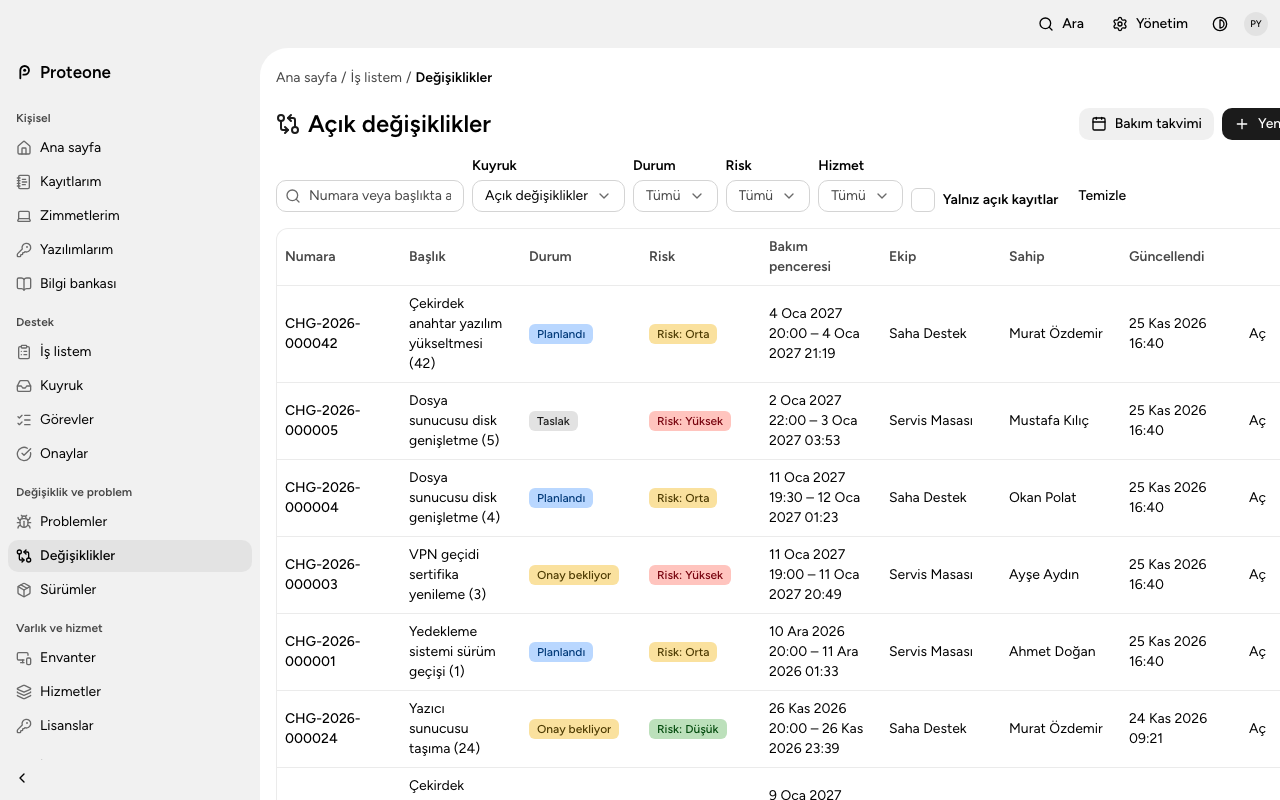 Ara
Yönetim
PY
Proteone
Kişisel
Ana sayfa
Kayıtlarım
Zimmetlerim
Yazılımlarım
Bilgi bankası
Destek
İş listem
Kuyruk
Görevler
Onaylar
Değişiklik ve problem
Problemler
Değişiklikler
Sürümler
Varlık ve hizmet
Envanter
Hizmetler
Lisanslar
Ana sayfa / İş listem / Değişiklikler
Açık değişiklikler
Bakım takvimi
Yen
Kuyruk
Durum
Risk
Hizmet
Numara veya başlıkta a
Açık değişiklikler
Tümü
Tümü
Tümü
Yalnız açık kayıtlar
Temizle
Numara
Başlık
Durum
Risk
Bakım
penceresi
Ekip
Sahip
Güncellendi
CHG-2026-
000042
Çekirdek
anahtar yazılım
yükseltmesi
(42)
Planlandı
Risk: Orta
4 Oca 2027
20:00 – 4 Oca
2027 21:19
Saha Destek
Murat Özdemir
25 Kas 2026
16:40
Aç
CHG-2026-
000005
Dosya
sunucusu disk
genişletme (5)
Taslak
Risk: Yüksek
2 Oca 2027
22:00 – 3 Oca
2027 03:53
Servis Masası
Mustafa Kılıç
25 Kas 2026
16:40
Aç
CHG-2026-
000004
Dosya
sunucusu disk
genişletme (4)
Planlandı
Risk: Orta
11 Oca 2027
19:30 – 12 Oca
2027 01:23
Saha Destek
Okan Polat
25 Kas 2026
16:40
Aç
CHG-2026-
000003
VPN geçidi
sertifika
yenileme (3)
Onay bekliyor
Risk: Yüksek
11 Oca 2027
19:00 – 11 Oca
2027 20:49
Servis Masası
Ayşe Aydın
25 Kas 2026
16:40
Aç
CHG-2026-
000001
Yedekleme
sistemi sürüm
geçişi (1)
Planlandı
Risk: Orta
10 Ara 2026
20:00 – 11 Ara
2026 01:33
Servis Masası
Ahmet Doğan
25 Kas 2026
16:40
Aç
CHG-2026-
000024
Yazıcı
sunucusu
taşıma (24)
Onay bekliyor
Risk: Düşük
26 Kas 2026
20:00 – 26 Kas
2026 23:39
Saha Destek
Murat Özdemir
24 Kas 2026
09:21
Aç
Çekirdek
9 Oca 2027